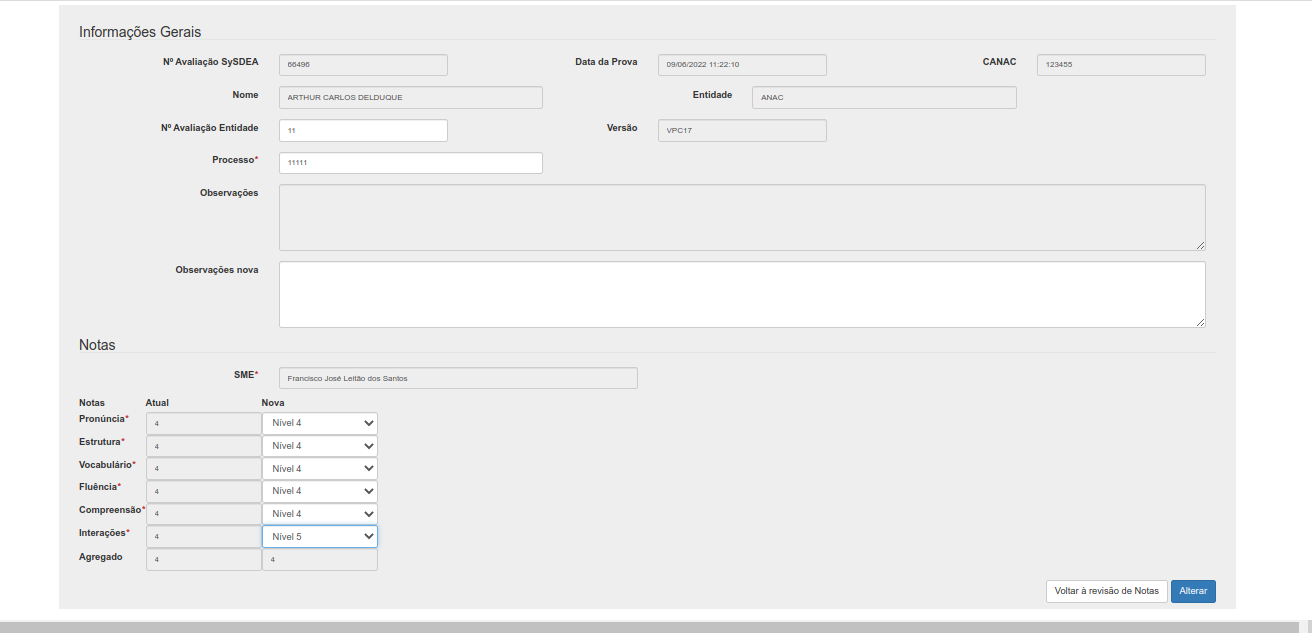 Informações Gerais
Nº Avaliação SySDEA 66496 Data da Prova 09/06/2022 11:22:10 CANAC 123455
Nome ARTHUR CARLOS DELDUQUE Entidade ANAC
Nº Avaliação Entidade 11 Versão VPC17
Processo* 11111
Observações
Observações nova
Notas
SME* Francisco José Leitão dos Santos
Notas Atual Nova
Pronúncia* 4 Nível 4
Estrutura* 4 Nível 4
Vocabulário* 4 Nível 4
Fluência* 4 Nível 4
Compreensão* 4 Nível 4
Interações* 4 Nível 5
Agregado 4 4
Voltar à revisão de Notas Alterar